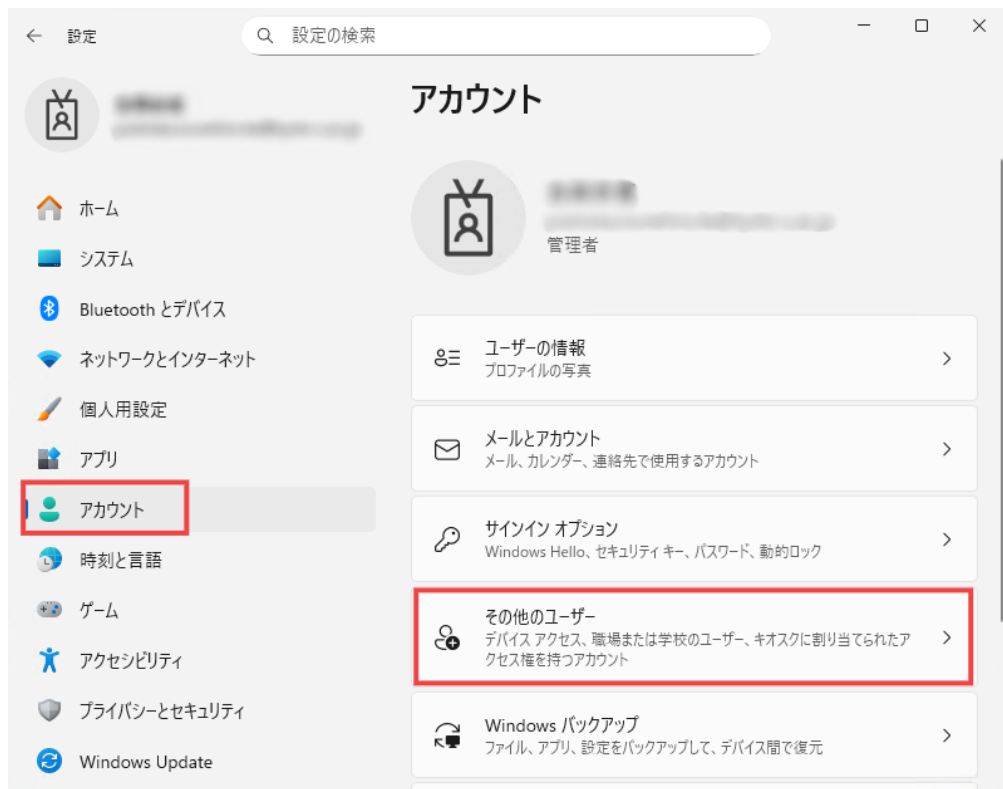 設定
設定の検索
アカウント
管理者
ホーム
システム
Bluetooth とデバイス
ネットワークとインターネット
個人用設定
アプリ
アカウント
時刻と言語
ゲーム
アクセシビリティ
プライバシーとセキュリティ
Windows Update
ユーザーの情報
プロファイルの写真
メールとアカウント
メール、カレンダー、連絡先で使用するアカウント
サインイン オプション
Windows Hello、セキュリティ キー、パスワード、動的ロック
その他のユーザー
デバイス アクセス、職場または学校のユーザー、キオスクに割り当てられたア
クセス権を持つアカウント
Windows バックアップ
ファイル、アプリ、設定をバックアップして、デバイス間で復元